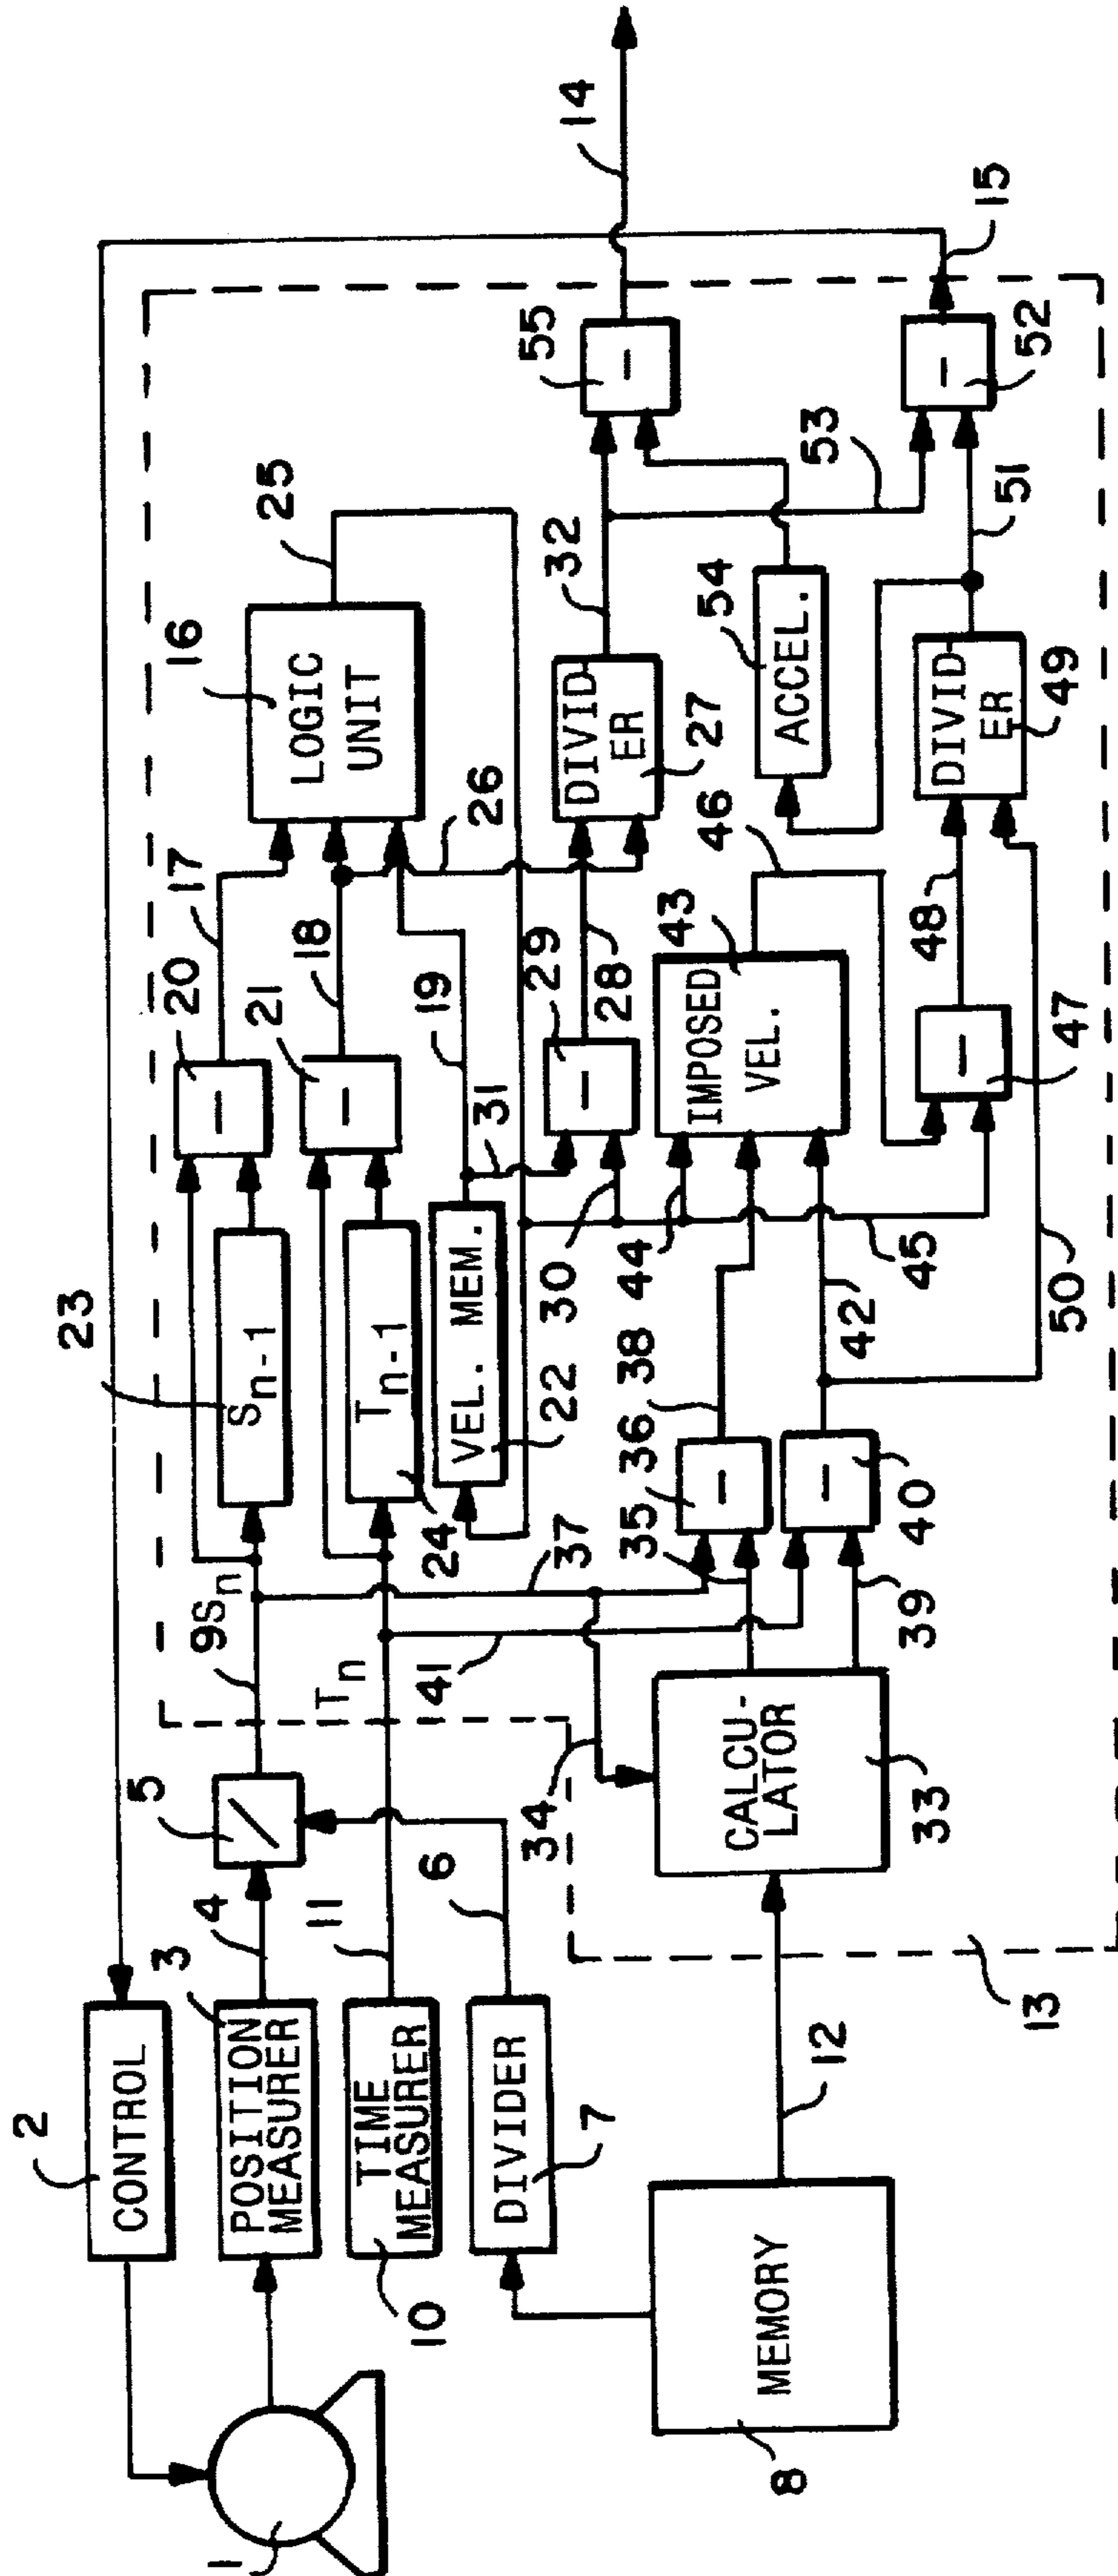 1
2
CONTROL
3
POSITION
MEASURER
4
5
10
TIME
MEASURER
11
DIVIDER
7
6
8
MEMORY
12
13
9Sₙ
1Tₙ
23
Sₙ₋₁
24
Tₙ₋₁
VEL. MEM.
22
20
21
17
18
19
31
16
LOGIC
UNIT
25
26
29
28
30
DIVID-
ER
27
32
55
14
33
CALCU-
LATOR
34
141
37
35
36
38
39
40
42
44
45
50
IMPOSED
VEL.
43
46
47
48
DIVID-
ER
49
ACCEL.
54
53
51
52
15